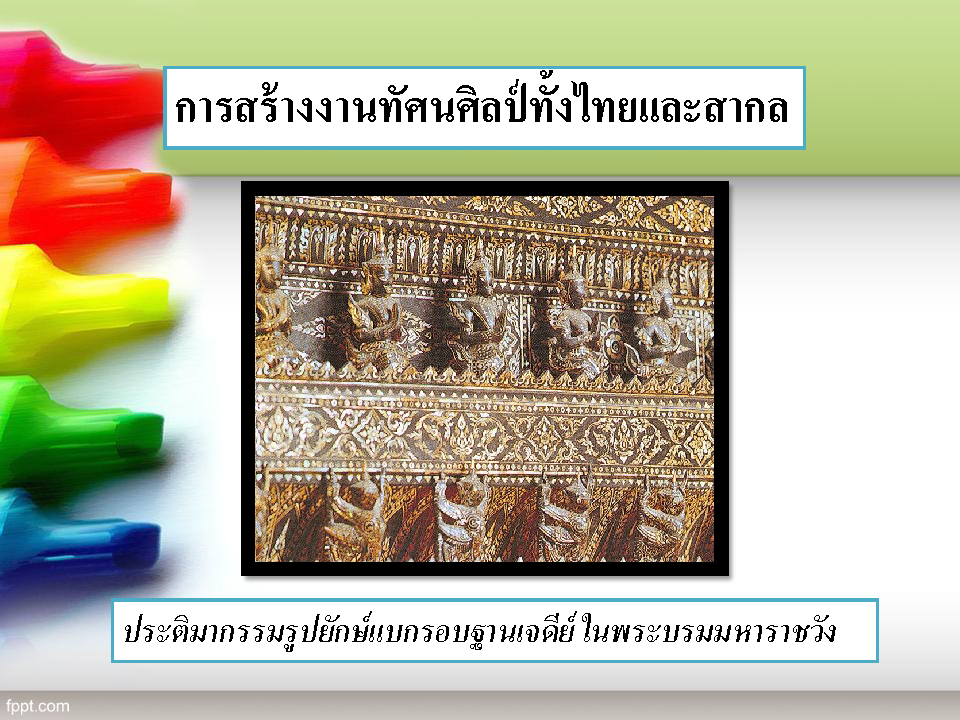 การสร้างงานทัศนศิลป์ทั้งไทยและสากล
ประติมากรรมรูปยักษ์แบกรอบฐานเจดีย์ ในพระบรมมหาราชวัง
fppt.com